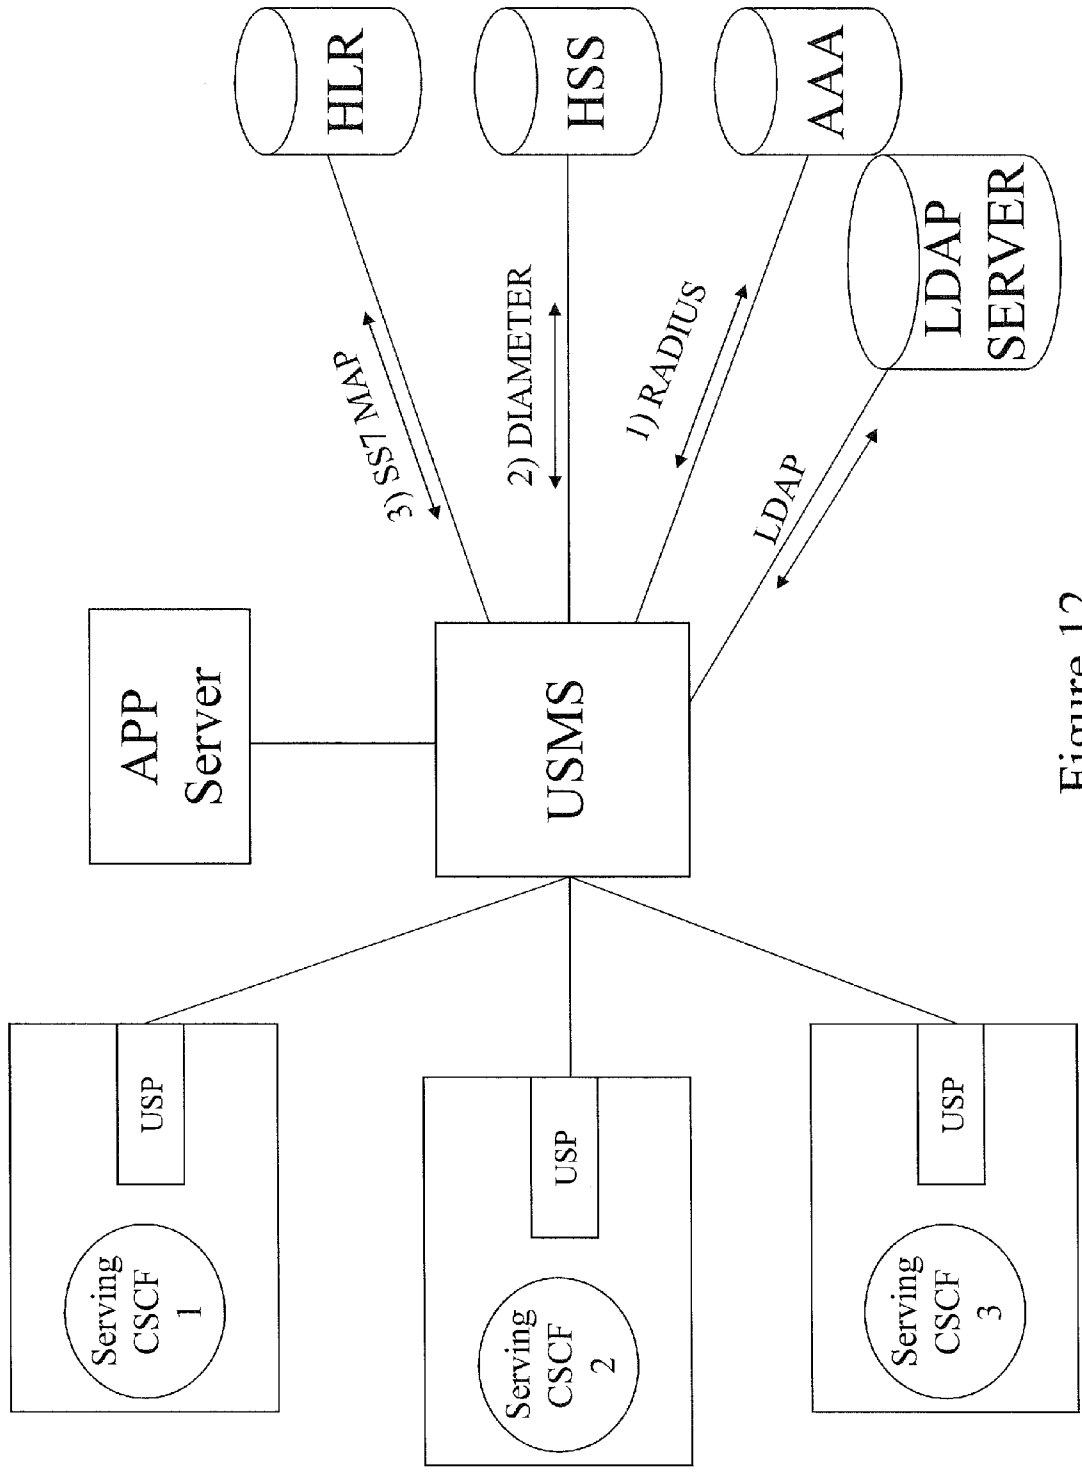 APP
Server
Serving
CSCF
1
USP
Serving
CSCF
2
USP
Serving
CSCF
3
USP
USMS
3) SS7 MAP
HLR
2) DIAMETER
HSS
1) RADIUS
AAA
LDAP
LDAP
SERVER
Figure 12